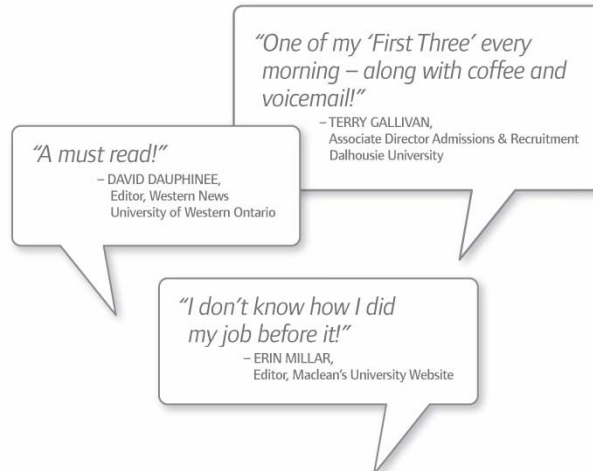 “One of my ‘First Three’ every
morning – along with coffee and
voicemail!”
– TERRY GALLIVAN,
Associate Director Admissions & Recruitment
Dalhousie University
“A must read!”
– DAVID DAUPHINEE,
Editor, Western News
University of Western Ontario
“I don’t know how I did
my job before it!”
– ERIN MILLAR,
Editor, Maclean’s University Website